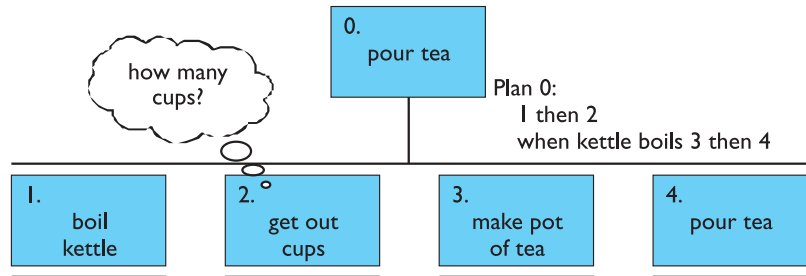 0.
pour tea
how many
cups?
Plan 0:
1 then 2
when kettle boils 3 then 4
1.
boil
kettle
2.
get out
cups
3.
make pot
of tea
4.
pour tea